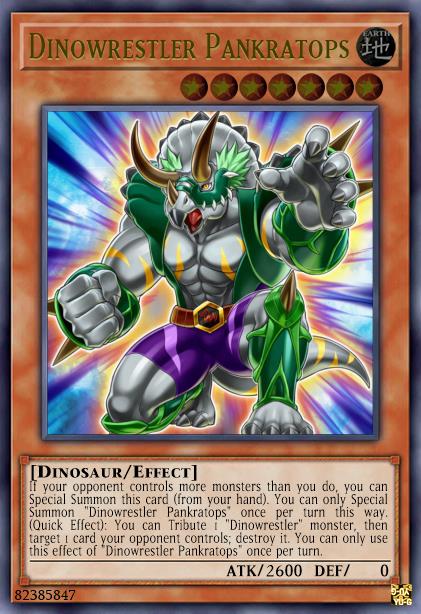 DINOWRESTLER PANKRATOPS
EARTH
地
[DINOSAUR/EFFECT]
If your opponent controls more monsters than you do, you can
Special Summon this card (from your hand). You can only Special
Summon "Dinowrestler Pankratops" once per turn this way.
(Quick Effect): You can Tribute 1 "Dinowrestler" monster, then
target 1 card your opponent controls; destroy it. You can only use
this effect of "Dinowrestler Pankratops" once per turn.
ATK/2600 DEF/ 0
82385847